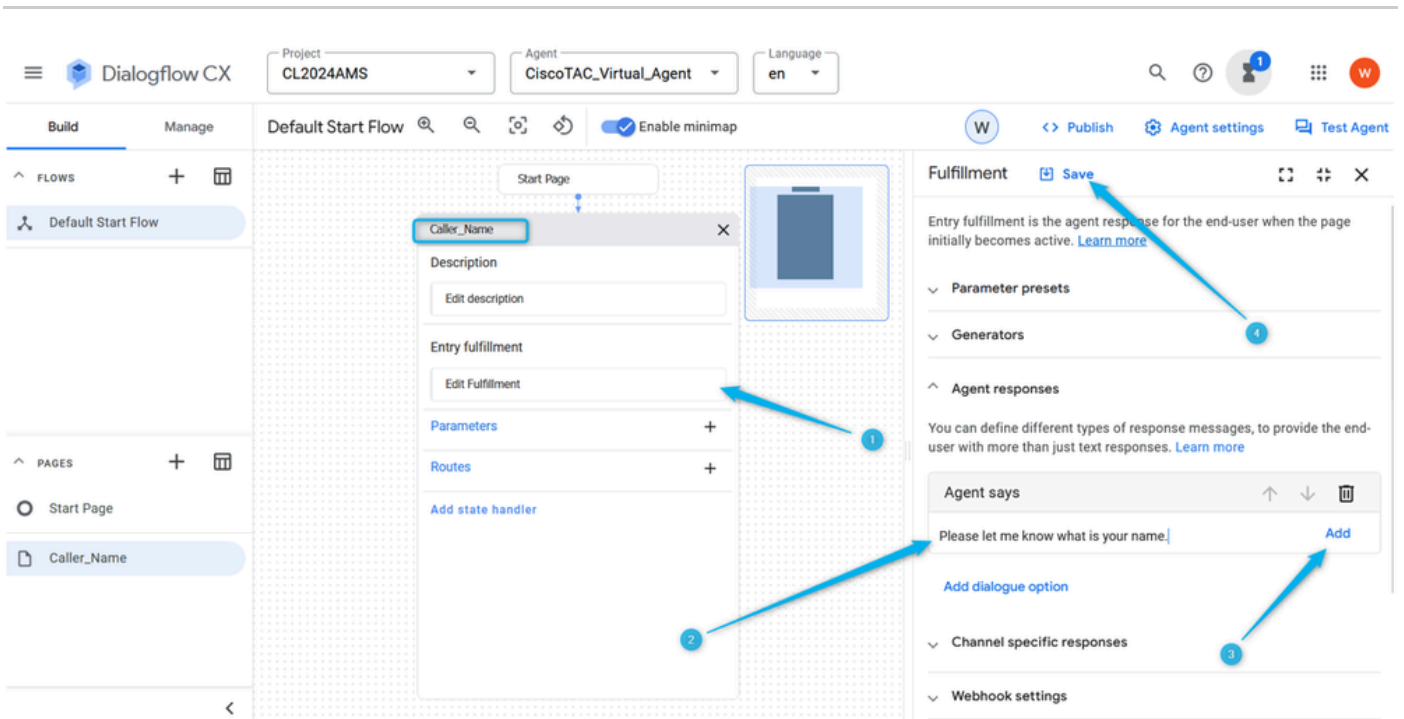 Project
Agent
Language
Dialogflow CX
CL2024AMS
CiscoTAC_Virtual_Agent
en
1
W
Build
Manage
Default Start Flow
Enable minimap
W
Publish
Agent settings
Test Agent
FLOWS
Default Start Flow
Start Page
Caller_Name
Description
Edit description
Entry fulfillment
Edit Fulfillment
Parameters
Routes
Add state handler
1
2
PAGES
Start Page
Caller_Name
Fulfillment
Save
Entry fulfillment is the agent response for the end-user when the page
initially becomes active. Learn more
Parameter presets
Generators
4
Agent responses
You can define different types of response messages, to provide the end-
user with more than just text responses. Learn more
Agent says
Please let me know what is your name.
Add
Add dialogue option
Channel specific responses
3
Webhook settings